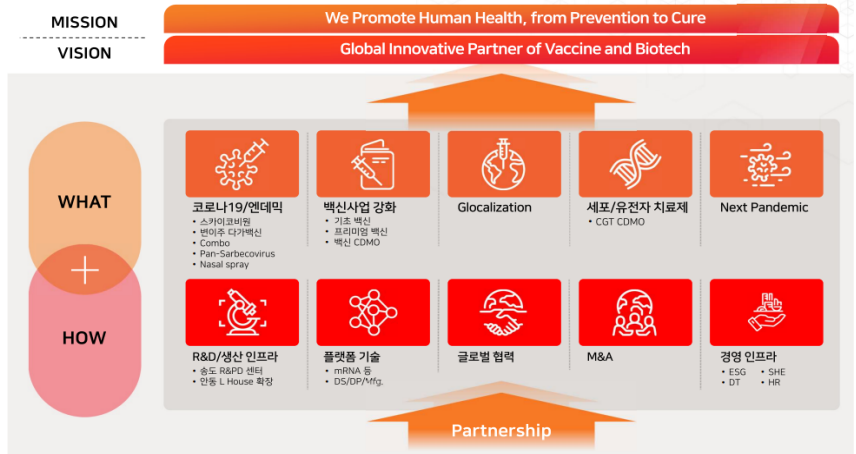 MISSION
We Promote Human Health, from Prevention to Cure
VISION
Global Innovative Partner of Vaccine and Biotech
WHAT
코로나19/엔데믹
• 스카이코비원
• 변이주 다가백신
• Combo
• Pan-Sarbecovirus
• Nasal spray
백신사업 강화
• 기초 백신
• 프리미엄 백신
• 백신 CDMO
Glocalization
세포/유전자 치료제
• CGT CDMO
Next Pandemic
HOW
R&D/생산 인프라
• 송도 R&PD 센터
• 안동 L House 확장
플랫폼 기술
• mRNA 등
• DS/DP/Mfg.
글로벌 협력
M&A
경영 인프라
• ESG • SHE
• DT • HR
Partnership